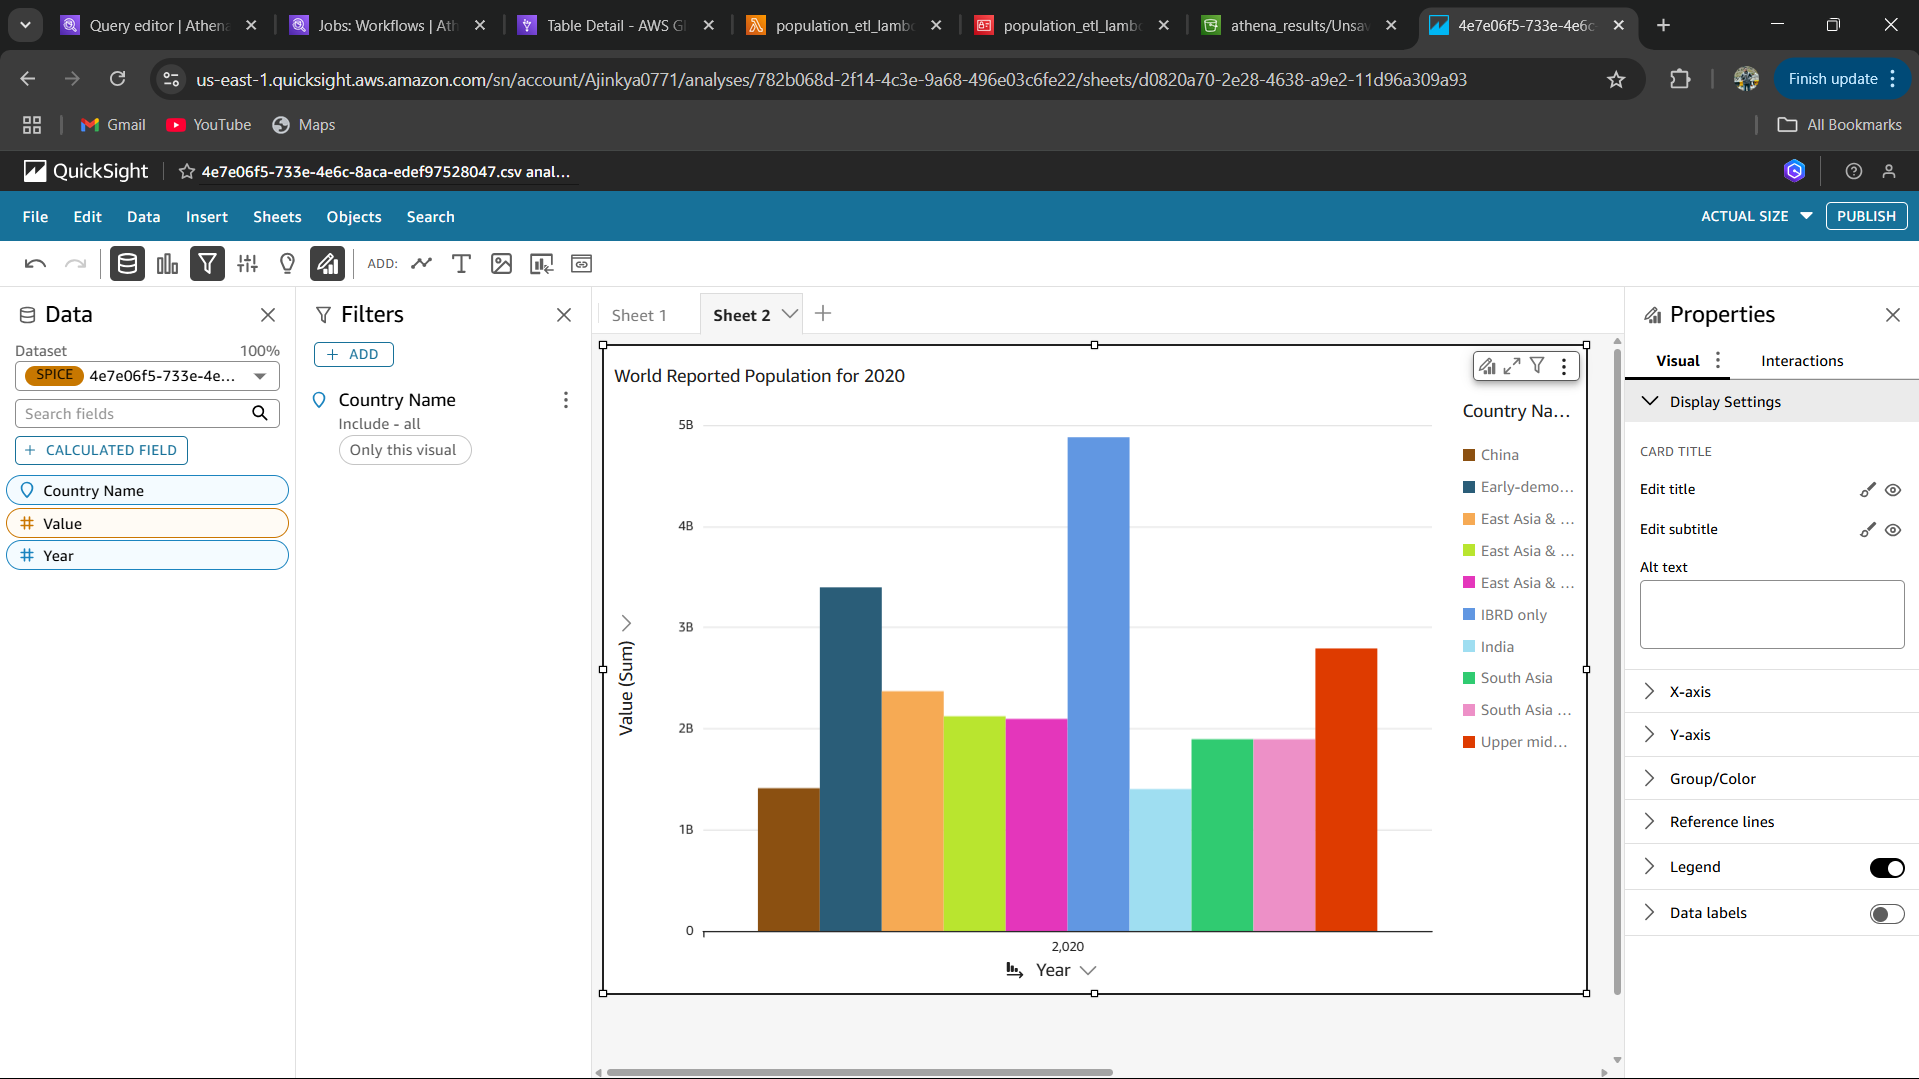 Query editor | Athena
Jobs: Workflows | Ath
Table Detail - AWS Gl
population_etl_lambd
population_etl_lambd
athena_results/Unsav
4e7e06f5-733e-4e6c-
us-east-1.quicksight.aws.amazon.com/sn/account/Ajinkya0771/analyses/782b068d-2f14-4c3e-9a68-496e03c6fe22/sheets/d0820a70-2e28-4638-a9e2-11d96a309a93
Finish update
Gmail
YouTube
Maps
All Bookmarks
QuickSight
4e7e06f5-733e-4e6c-8aca-edef97528047.csv anal...
File
Edit
Data
Insert
Sheets
Objects
Search
ACTUAL SIZE
PUBLISH
ADD:
Data
Dataset
100%
SPICE
4e7e06f5-733e-4e...
Search fields
+ CALCULATED FIELD
Country Name
# Value
# Year
Filters
+ ADD
Country Name
Include - all
Only this visual
Sheet 1
Sheet 2
World Reported Population for 2020
5B
4B
3B
2B
1B
0
Value (Sum)
2,020
Year
Country Na...
China
Early-demo...
East Asia & ...
East Asia & ...
East Asia & ...
IBRD only
India
South Asia
South Asia ...
Upper mid...
Properties
Visual
Interactions
Display Settings
CARD TITLE
Edit title
Edit subtitle
Alt text
X-axis
Y-axis
Group/Color
Reference lines
Legend
Data labels